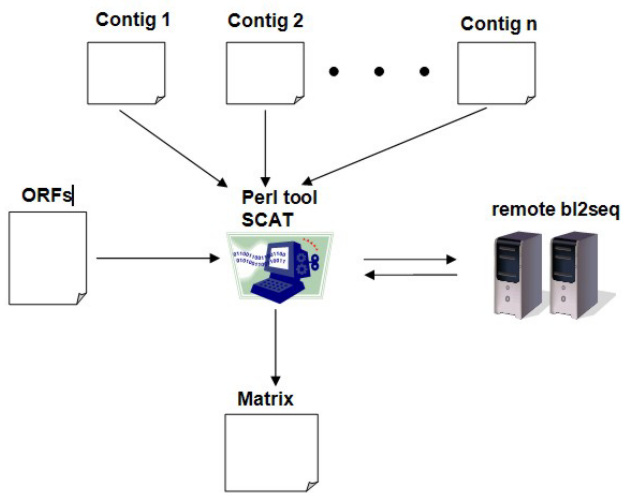 Contig 1
Contig 2
Contig n
ORFs
Perl tool
SCAT
remote bl2seq
Matrix